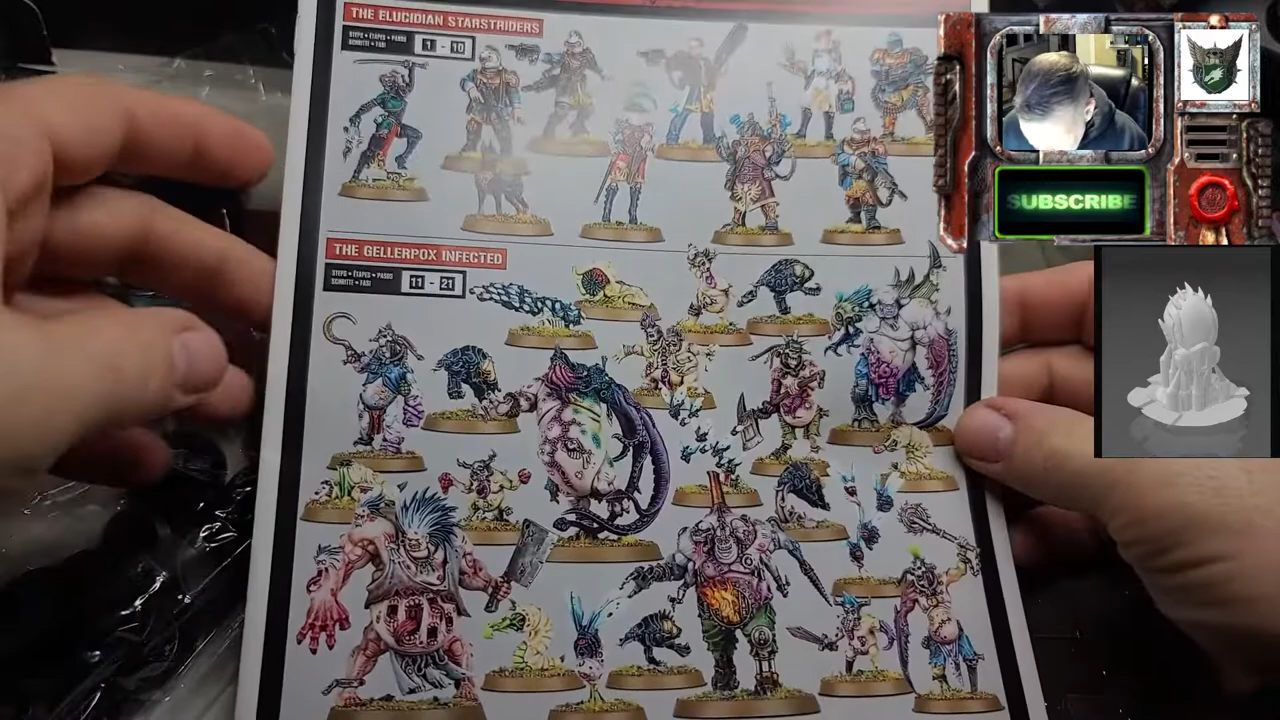 THE ELUCIDIAN STARSTRIDERS
STEPS • ÉTAPES • PASOS
SCHRITTE • FASI
1 - 10
SUBSCRIBE
THE GELLERPOX INFECTED
STEPS • ÉTAPES • PASOS
SCHRITTE • FASI
11 - 21